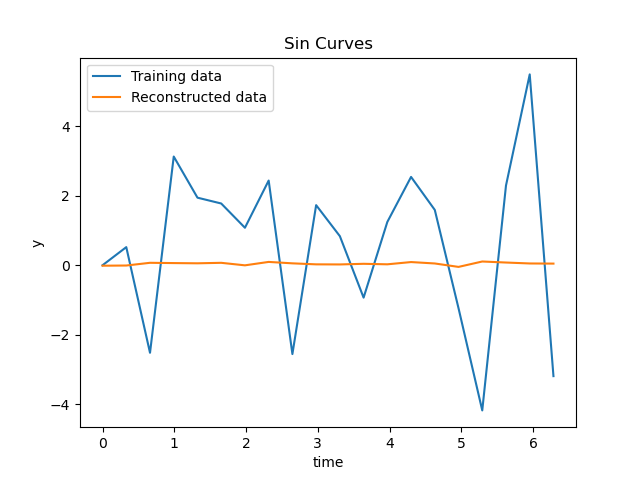 Sin Curves
Training data
Reconstructed data
y
4
2
0
−2
−4
0 1 2 3 4 5 6
time